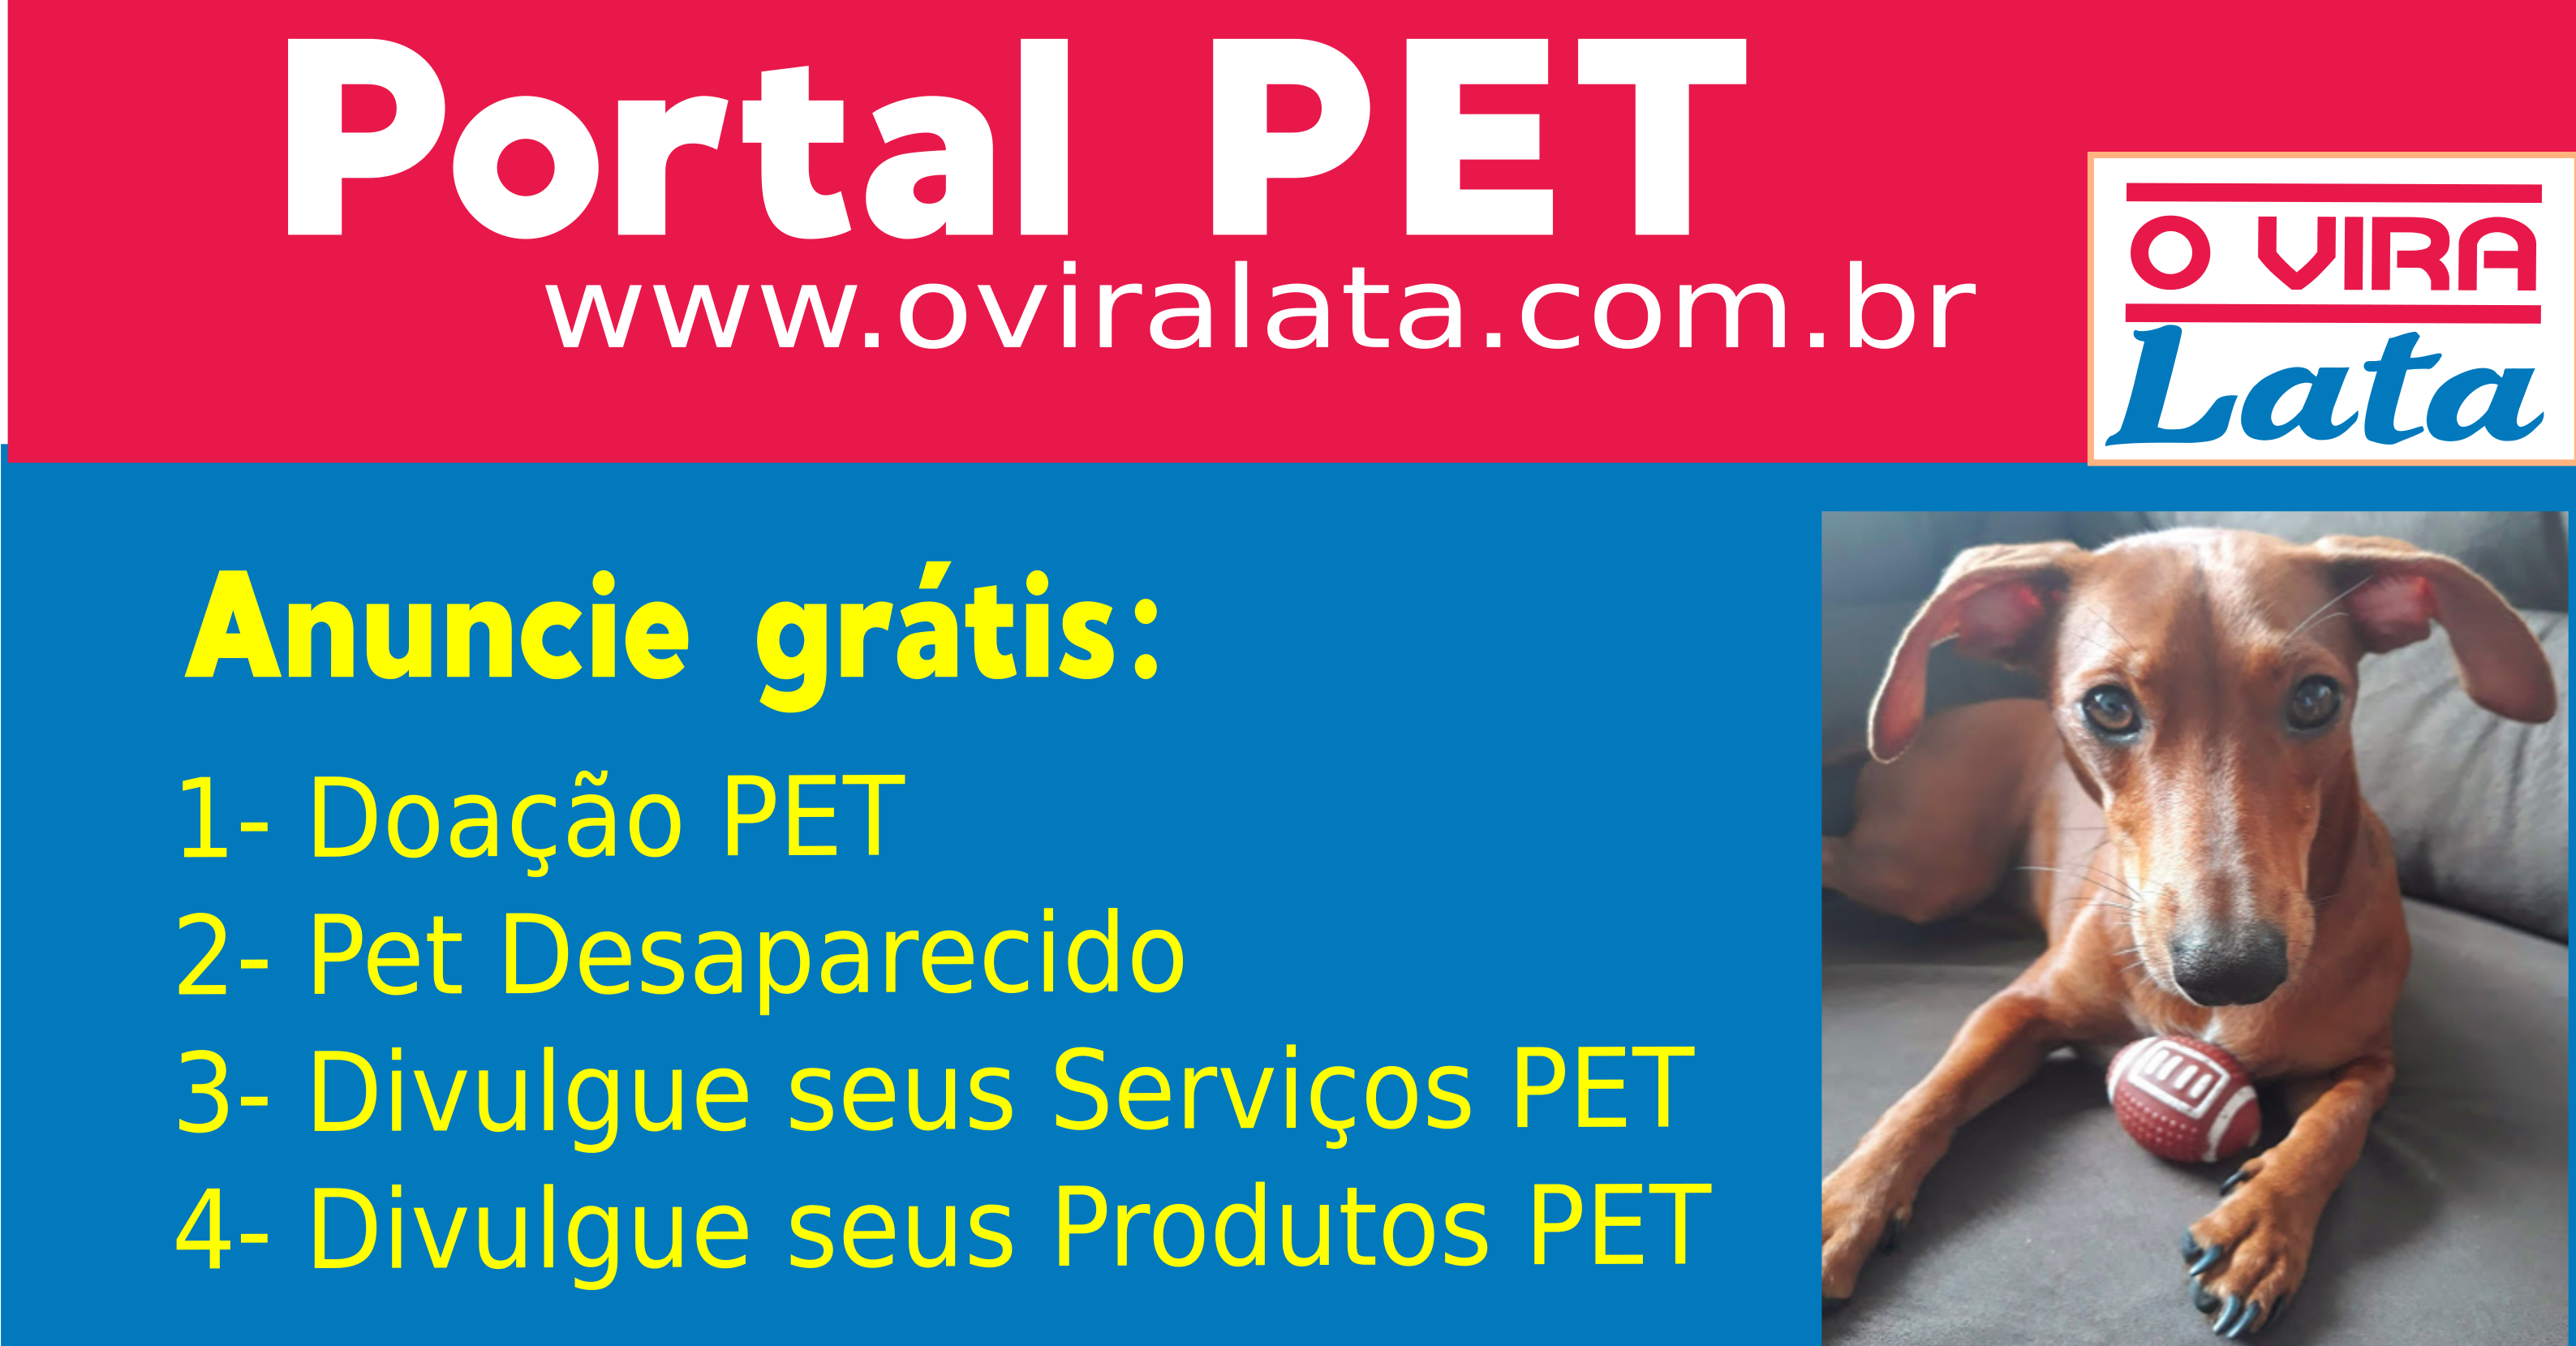 Portal PET
www.oviralata.com.br
O VIRA
Lata
Anuncie grátis:
1- Doação PET
2- Pet Desaparecido
3- Divulgue seus Serviços PET
4- Divulgue seus Produtos PET